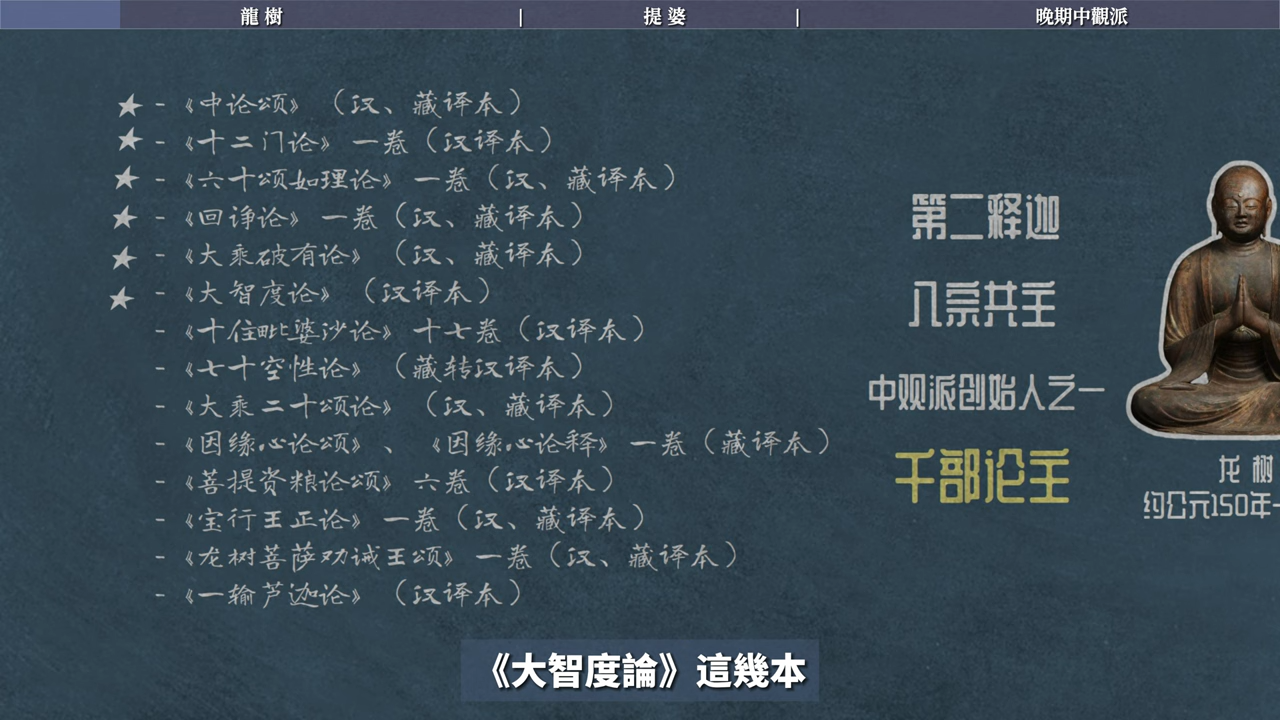 龍樹 | 提婆 | 晚期中觀派
★ - 《中论颂》（汉、藏译本）
★ - 《十二门论》一卷（汉译本）
★ - 《六十颂如理论》一卷（汉、藏译本）
★ - 《回诤论》一卷（汉、藏译本）
★ - 《大乘破有论》（汉、藏译本）
★ - 《大智度论》（汉译本）
- 《十住毗婆沙论》十七卷（汉译本）
- 《七十空性论》（藏转汉译本）
- 《大乘二十颂论》（汉、藏译本）
- 《因缘心论颂》、《因缘心论释》一卷（藏译本）
- 《菩提资粮论颂》六卷（汉译本）
- 《宝行王正论》一卷（汉、藏译本）
- 《龙树菩萨劝诫王颂》一卷（汉、藏译本）
- 《一输芦迦论》（汉译本）
第二释迦
八宗共主
中观派创始人之一
千部论主
龙树
约公元150年-
《大智度論》這幾本